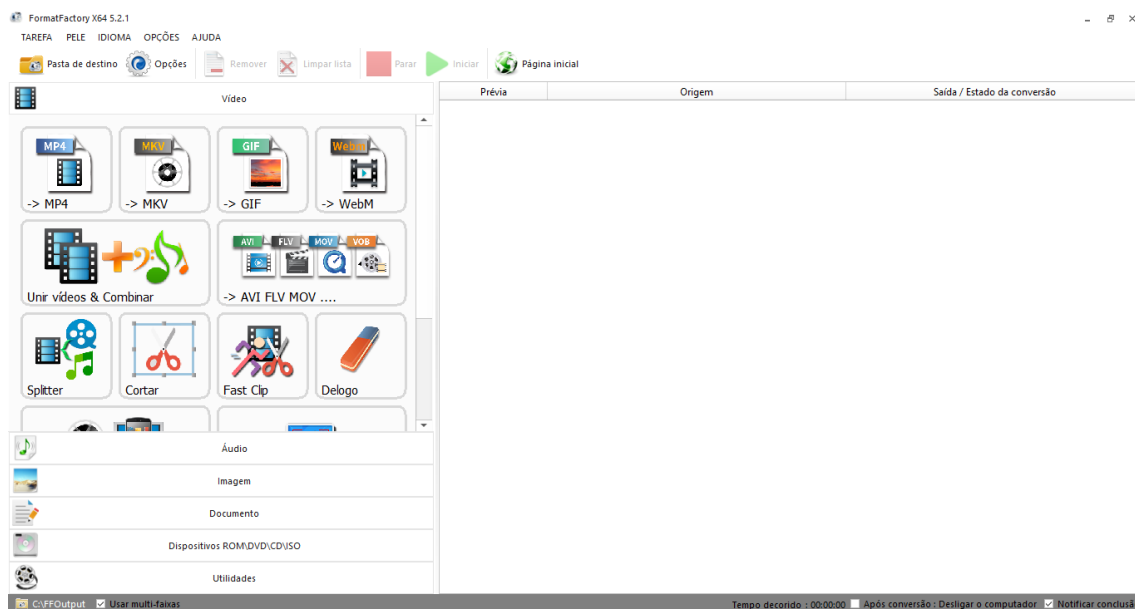 FormatFactory X64 5.2.1
TAREFA PELE IDIOMA OPÇÕES AJUDA
Pasta de destino Opções Remover Limpar lista Parar Iniciar Página inicial
Vídeo
Prévia Origem Saída / Estado da conversão
MP4 MKV GIF Webm
-> MP4 -> MKV -> GIF -> WebM
AVI FLV MOV VOB
Unir vídeos & Combinar -> AVI FLV MOV ....
Splitter Cortar Fast Clip Delogo
Áudio
Imagem
Documento
Dispositivos ROM\DVD\CD\ISO
Utilidades
C:\FFOutput Usar multi-faixas Tempo decorrido : 00:00:00 Após conversão : Desligar o computador Notificar conclusã